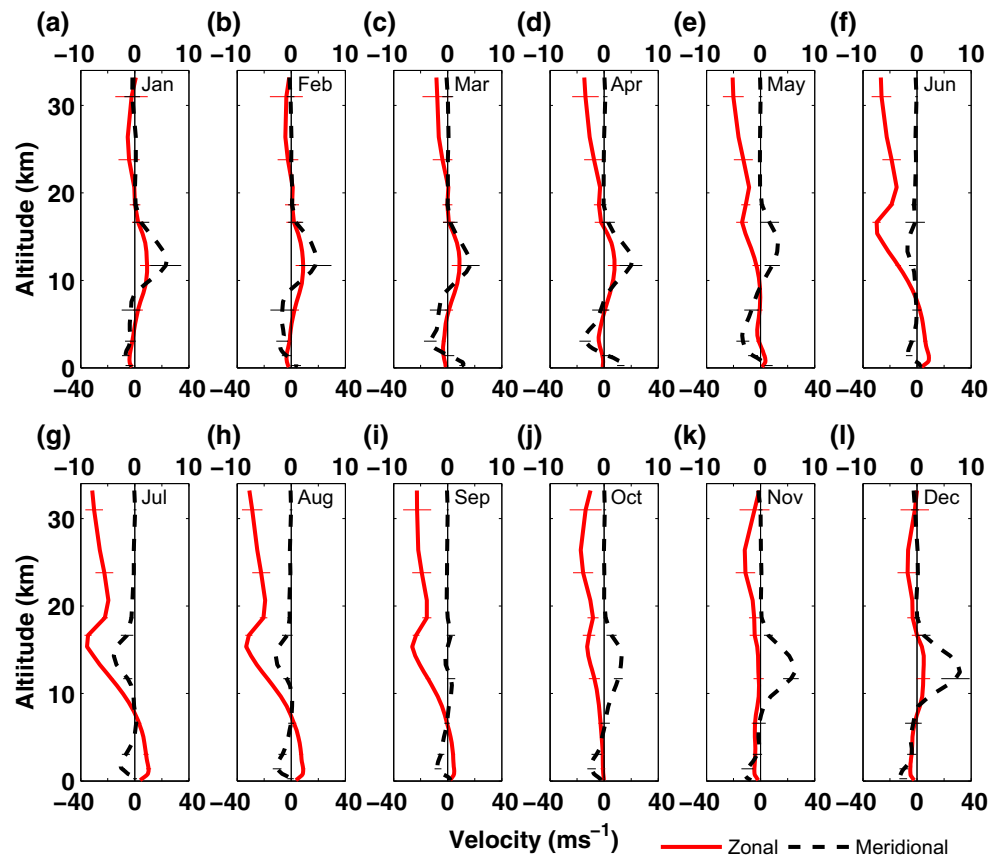 (a) (b) (c) (d) (e) (f)
−10 0 10 −10 0 10 −10 0 10 −10 0 10 −10 0 10 −10 0 10
Jan Feb Mar Apr May Jun
30
20
10
0
Altiitude (km)
−40 0 40 −40 0 40 −40 0 40 −40 0 40 −40 0 40 −40 0 40
(g) (h) (i) (j) (k) (l)
−10 0 10 −10 0 10 −10 0 10 −10 0 10 −10 0 10 −10 0 10
Jul Aug Sep Oct Nov Dec
30
20
10
0
Altiitude (km)
−40 0 40 −40 0 40 −40 0 40 −40 0 40 −40 0 40 −40 0 40
Velocity (ms⁻¹)
Zonal Meridional